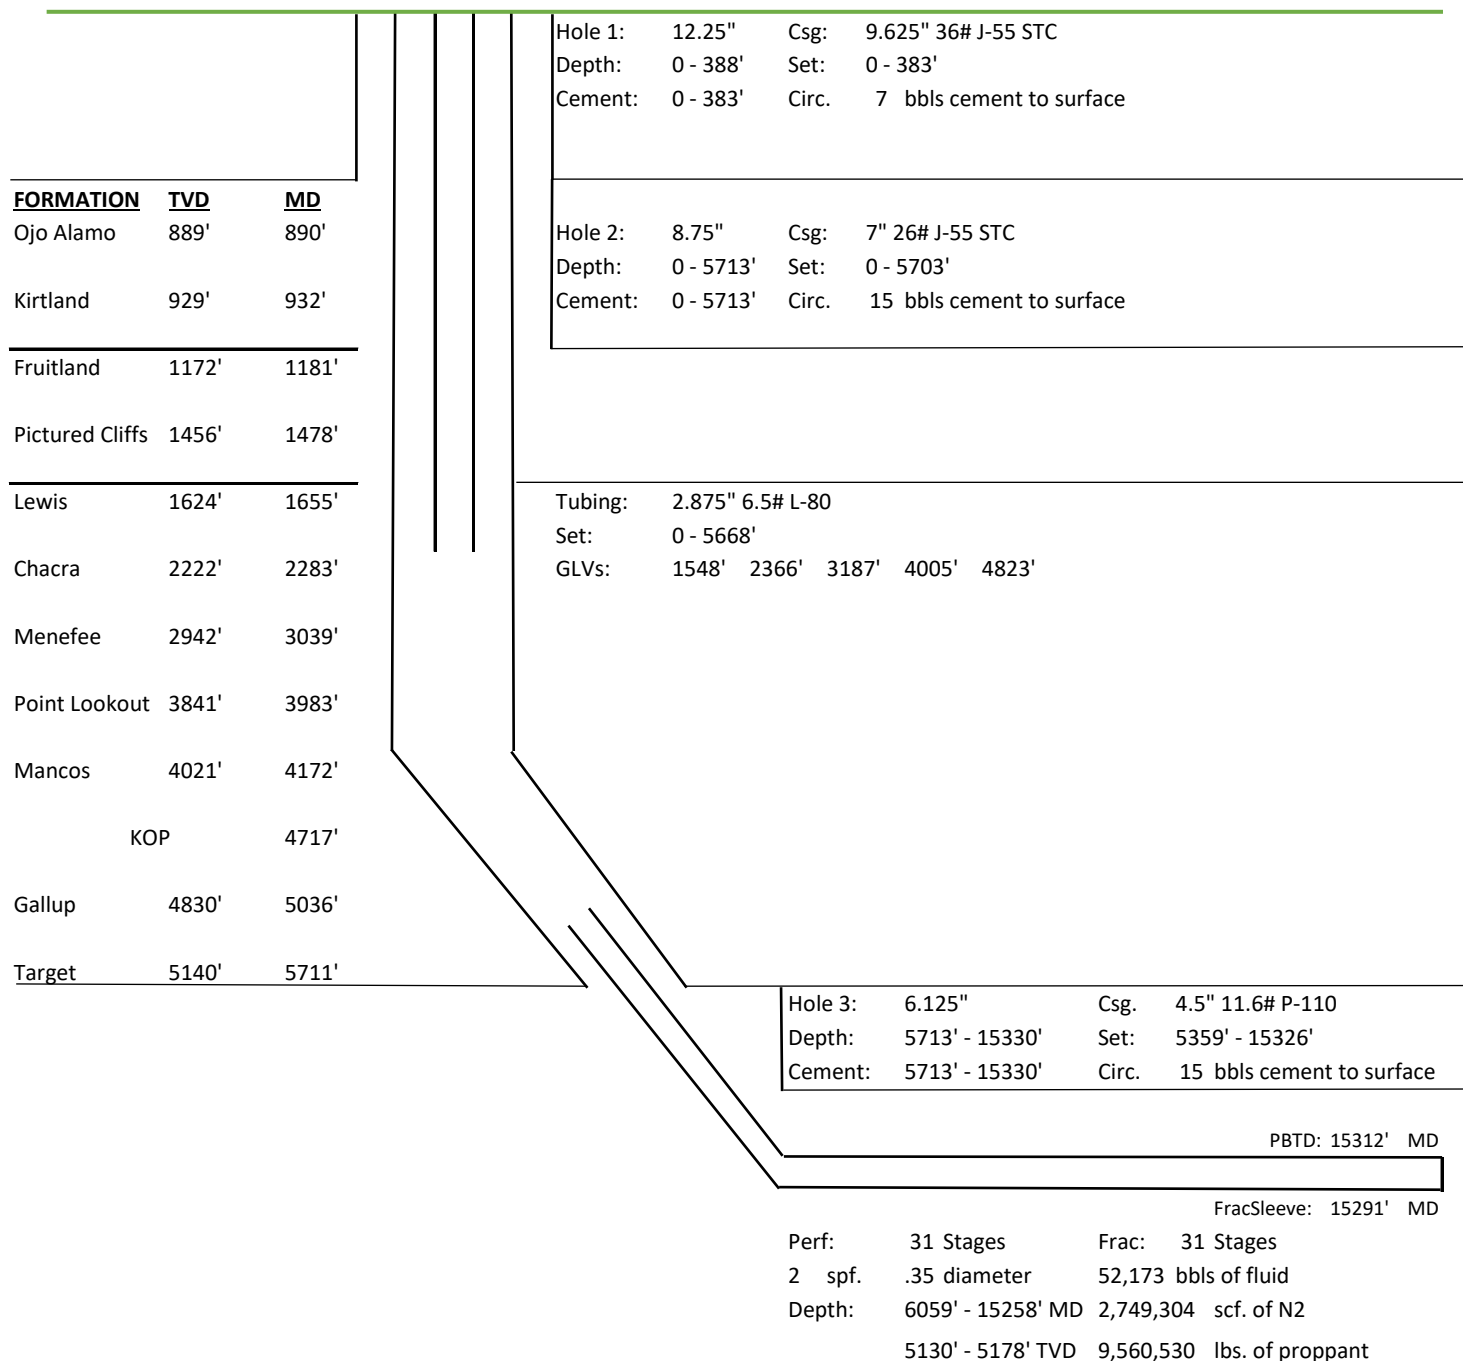 Hole 1: 12.25" Csg: 9.625" 36# J-55 STC
Depth: 0 - 388' Set: 0 - 383'
Cement: 0 - 383' Circ. 7 bbls cement to surface
FORMATION TVD MD
Ojo Alamo 889' 890' Hole 2: 8.75" Csg: 7" 26# J-55 STC
Depth: 0 - 5713' Set: 0 - 5703'
Kirtland 929' 932' Cement: 0 - 5713' Circ. 15 bbls cement to surface
Fruitland 1172' 1181'
Pictured Cliffs 1456' 1478'
Lewis 1624' 1655' Tubing: 2.875" 6.5# L-80
Set: 0 - 5668'
Chacra 2222' 2283' GLVs: 1548' 2366' 3187' 4005' 4823'
Menefee 2942' 3039'
Point Lookout 3841' 3983'
Mancos 4021' 4172'
KOP 4717'
Gallup 4830' 5036'
Target 5140' 5711'
Hole 3: 6.125" Csg. 4.5" 11.6# P-110
Depth: 5713' - 15330' Set: 5359' - 15326'
Cement: 5713' - 15330' Circ. 15 bbls cement to surface
PBTD: 15312' MD
FracSleeve: 15291' MD
Perf: 31 Stages Frac: 31 Stages
2 spf. .35 diameter 52,173 bbls of fluid
Depth: 6059' - 15258' MD 2,749,304 scf. of N2
5130' - 5178' TVD 9,560,530 lbs. of proppant